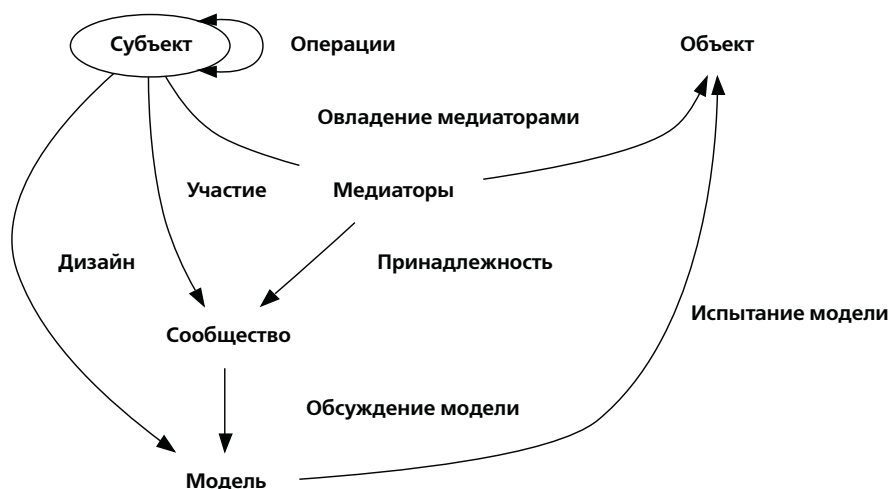 Субъект
Операции
Объект
Овладение медиаторами
Участие
Медиаторы
Дизайн
Принадлежность
Испытание модели
Сообщество
Обсуждение модели
Модель